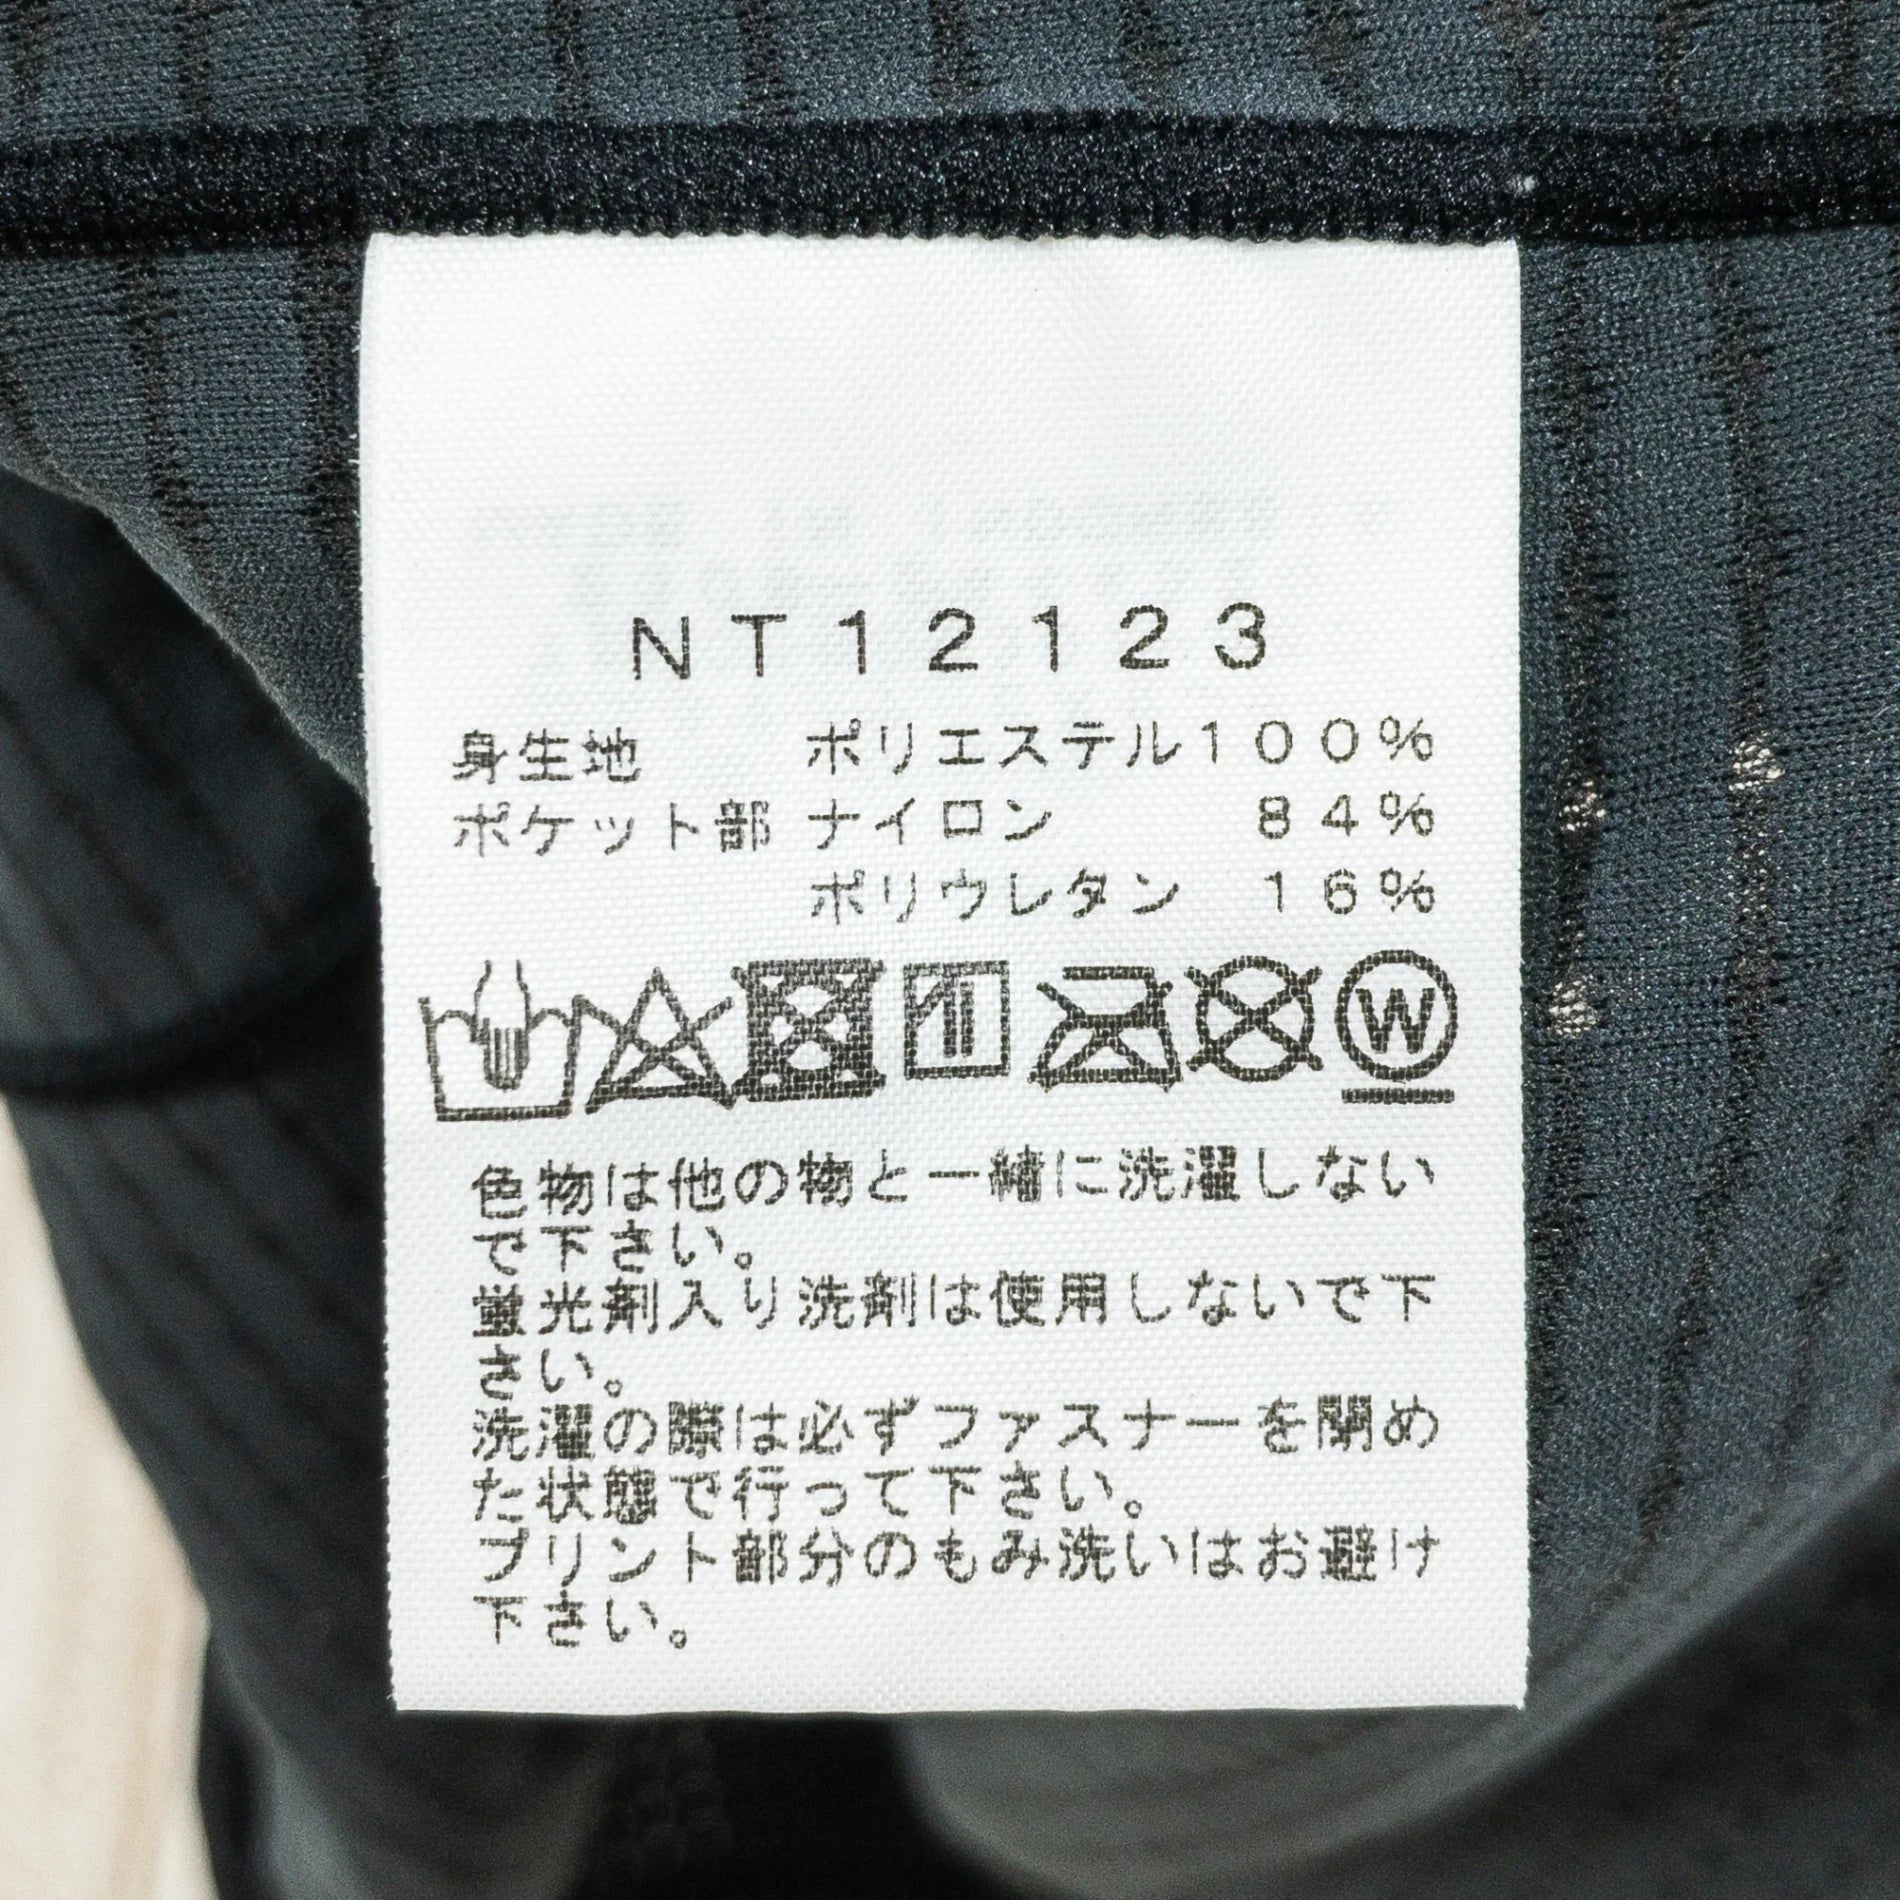 NT12123
身生地 ポリエステル100%
ポケット部 ナイロン 84%
ポリウレタン 16%
W
色物は他の物と一緒に洗濯しない
で下さい。
蛍光剤入り洗剤は使用しないで下
さい。
洗濯の際は必ずファスナーを閉め
た状態で行って下さい。
プリント部分のもみ洗いはお避け
下さい。